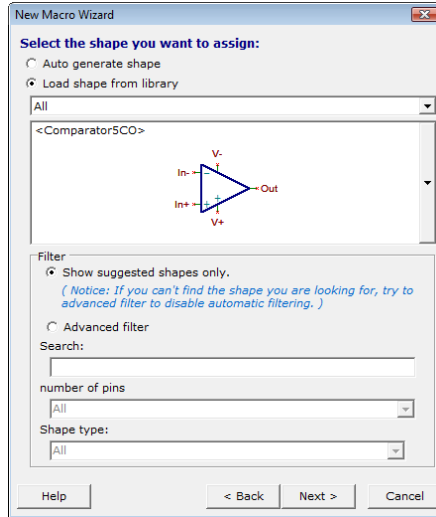 New Macro Wizard
Select the shape you want to assign:
Auto generate shape
Load shape from library
All
<Comparator5CO>
V-
In-
Out
In+
V+
Filter
Show suggested shapes only.
( Notice: If you can't find the shape you are looking for, try to
advanced filter to disable automatic filtering. )
Advanced filter
Search:
number of pins
All
Shape type:
All
Help
< Back
Next >
Cancel